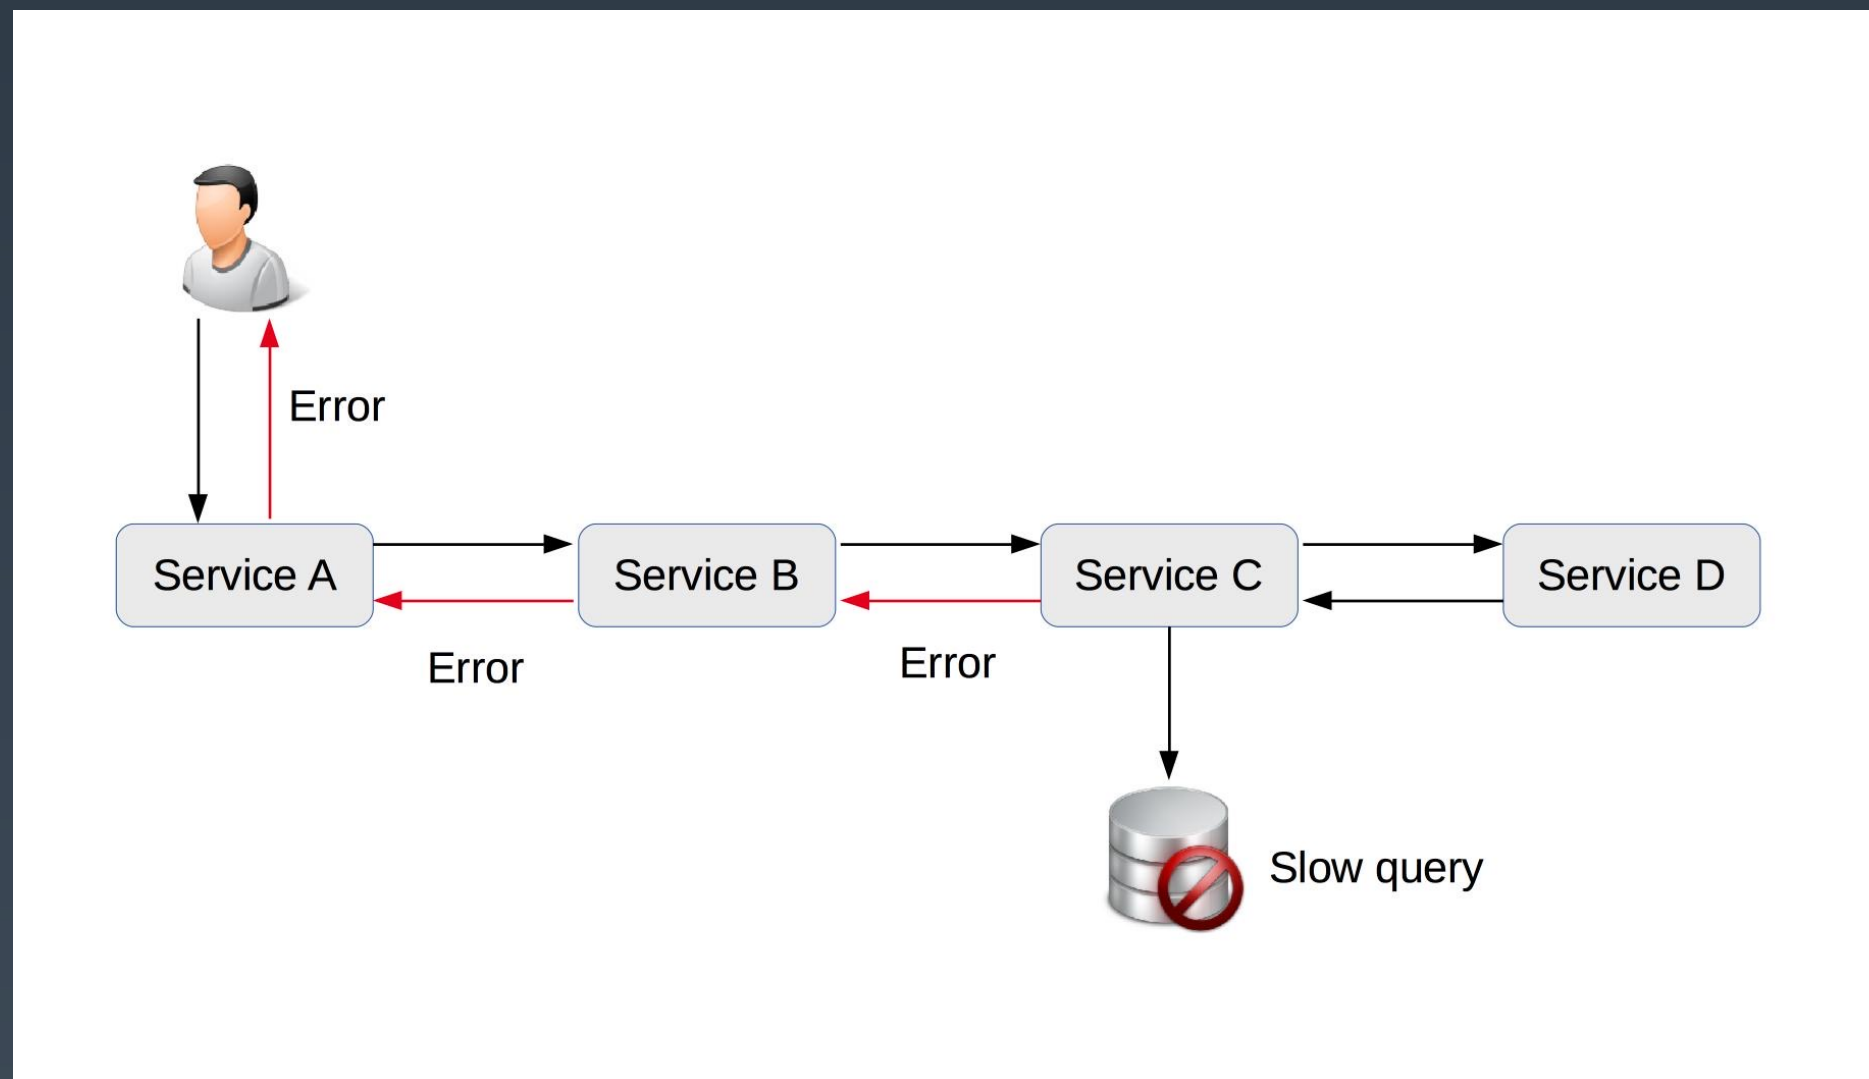 Error
Service A
Service B
Service C
Service D
Error
Error
Slow query